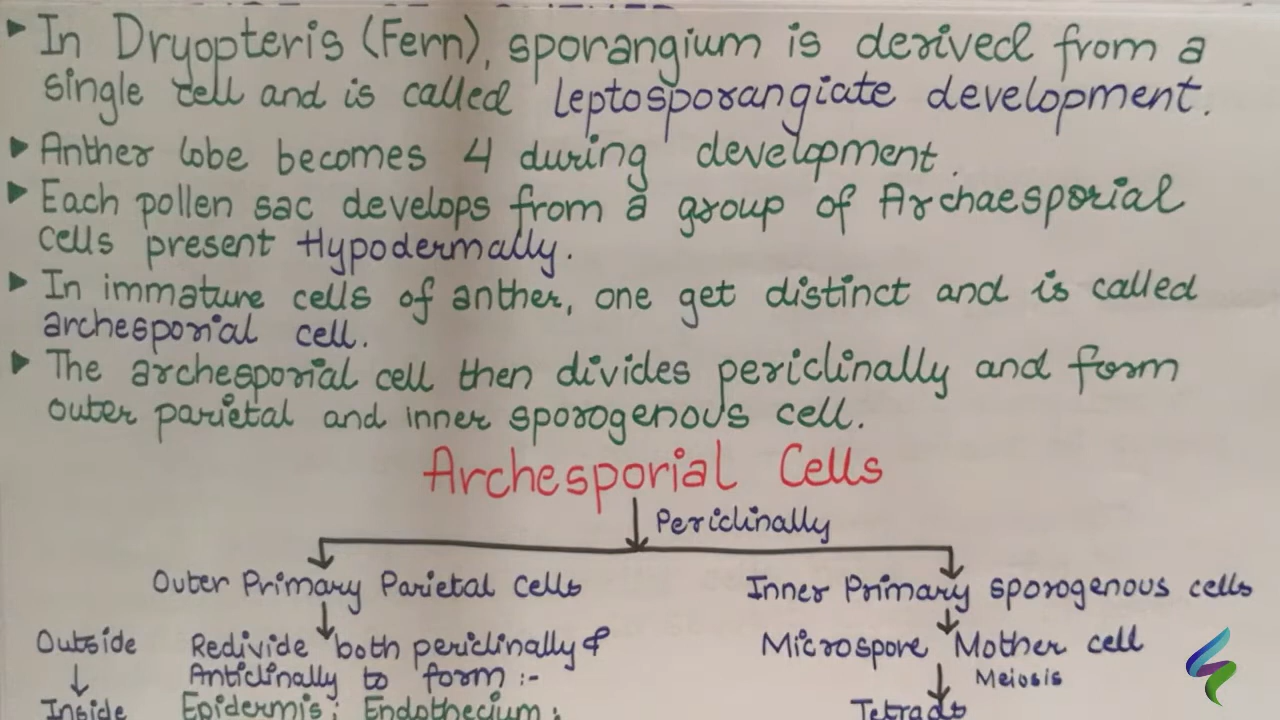 ▶ In Dryopteris (Fern), sporangium is derived from a
single cell and is called leptosporangiate development.
▶ Anther lobe becomes 4 during development.
▶ Each pollen sac develops from a group of Archaesporial
cells present Hypodermally.
▶ In immature cells of anther, one get distinct and is called
archesporial cell.
▶ The archesporial cell then divides periclinally and form
outer parietal and inner sporogenous cell.
Archesporial Cells
Periclinally
Outer Primary Parietal cells
Inner Primary sporogenous cells
Outside
Redivide both periclinally &
Microspore Mother cell
Anticlinally to form :-
Meiosis
Inside
Epidermis; Endothecium;
Tetrads